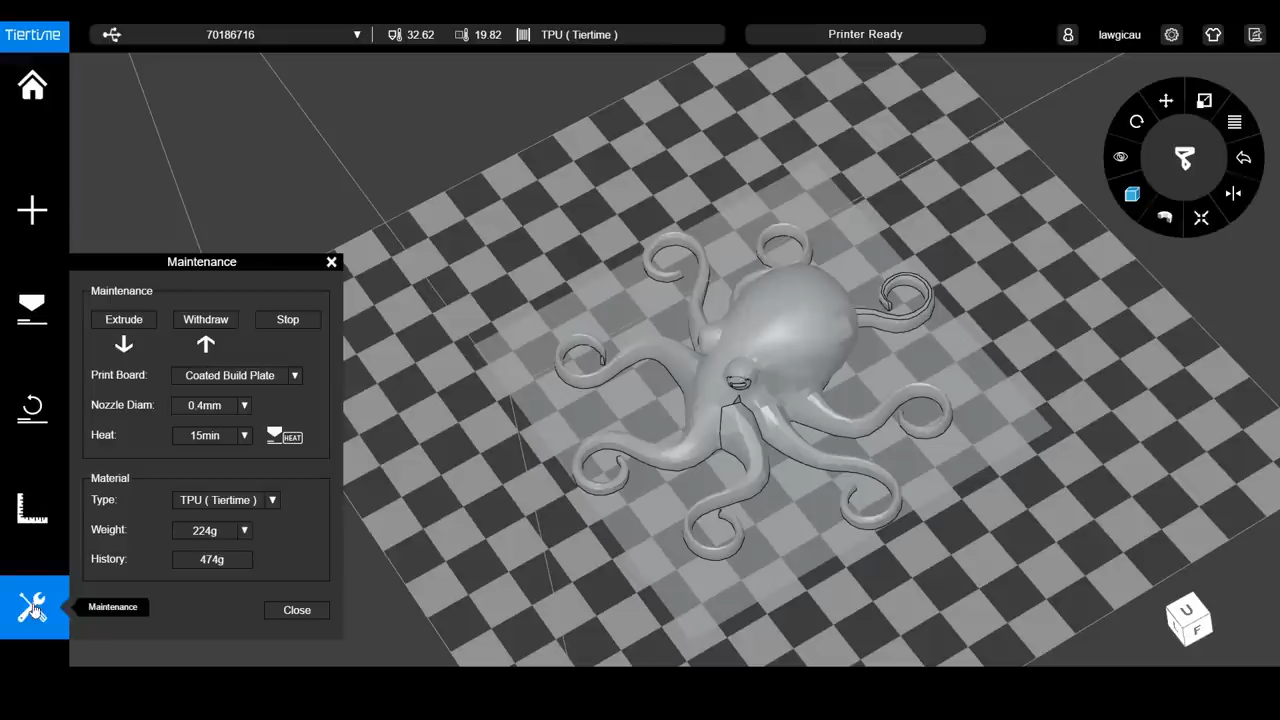 Tiertime
70186716
32.62
19.82
TPU ( Tiertime )
Printer Ready
lawgicau
Maintenance
Maintenance
Extrude Withdraw Stop
Print Board: Coated Build Plate
Nozzle Diam: 0.4mm
Heat: 15min HEAT
Material
Type: TPU ( Tiertime )
Weight: 224g
History: 474g
Maintenance
Close
U
L F